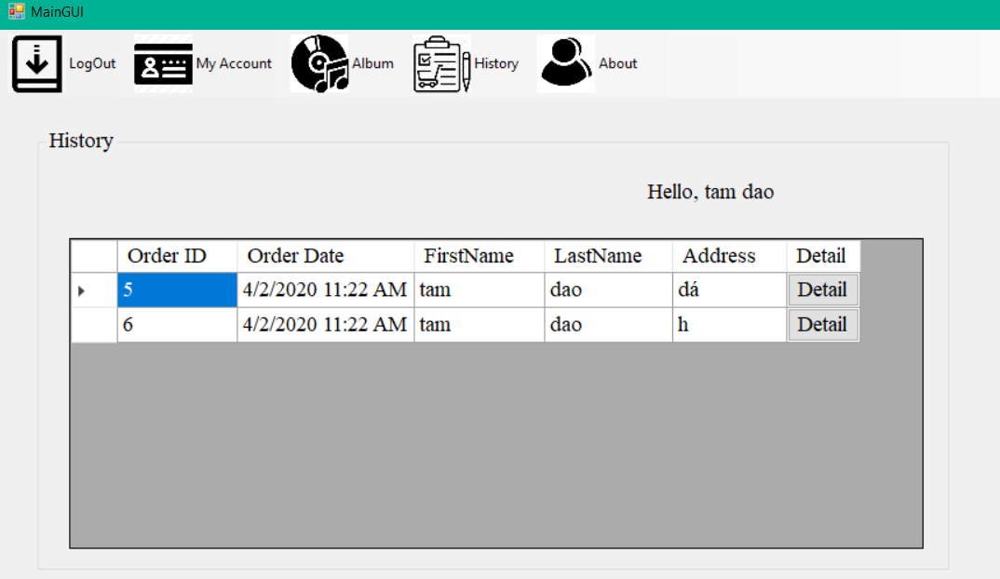 MainGUI
LogOut My Account Album History About
History
Hello, tam dao
Order ID Order Date FirstName LastName Address Detail
5 4/2/2020 11:22 AM tam dao dá Detail
6 4/2/2020 11:22 AM tam dao h Detail